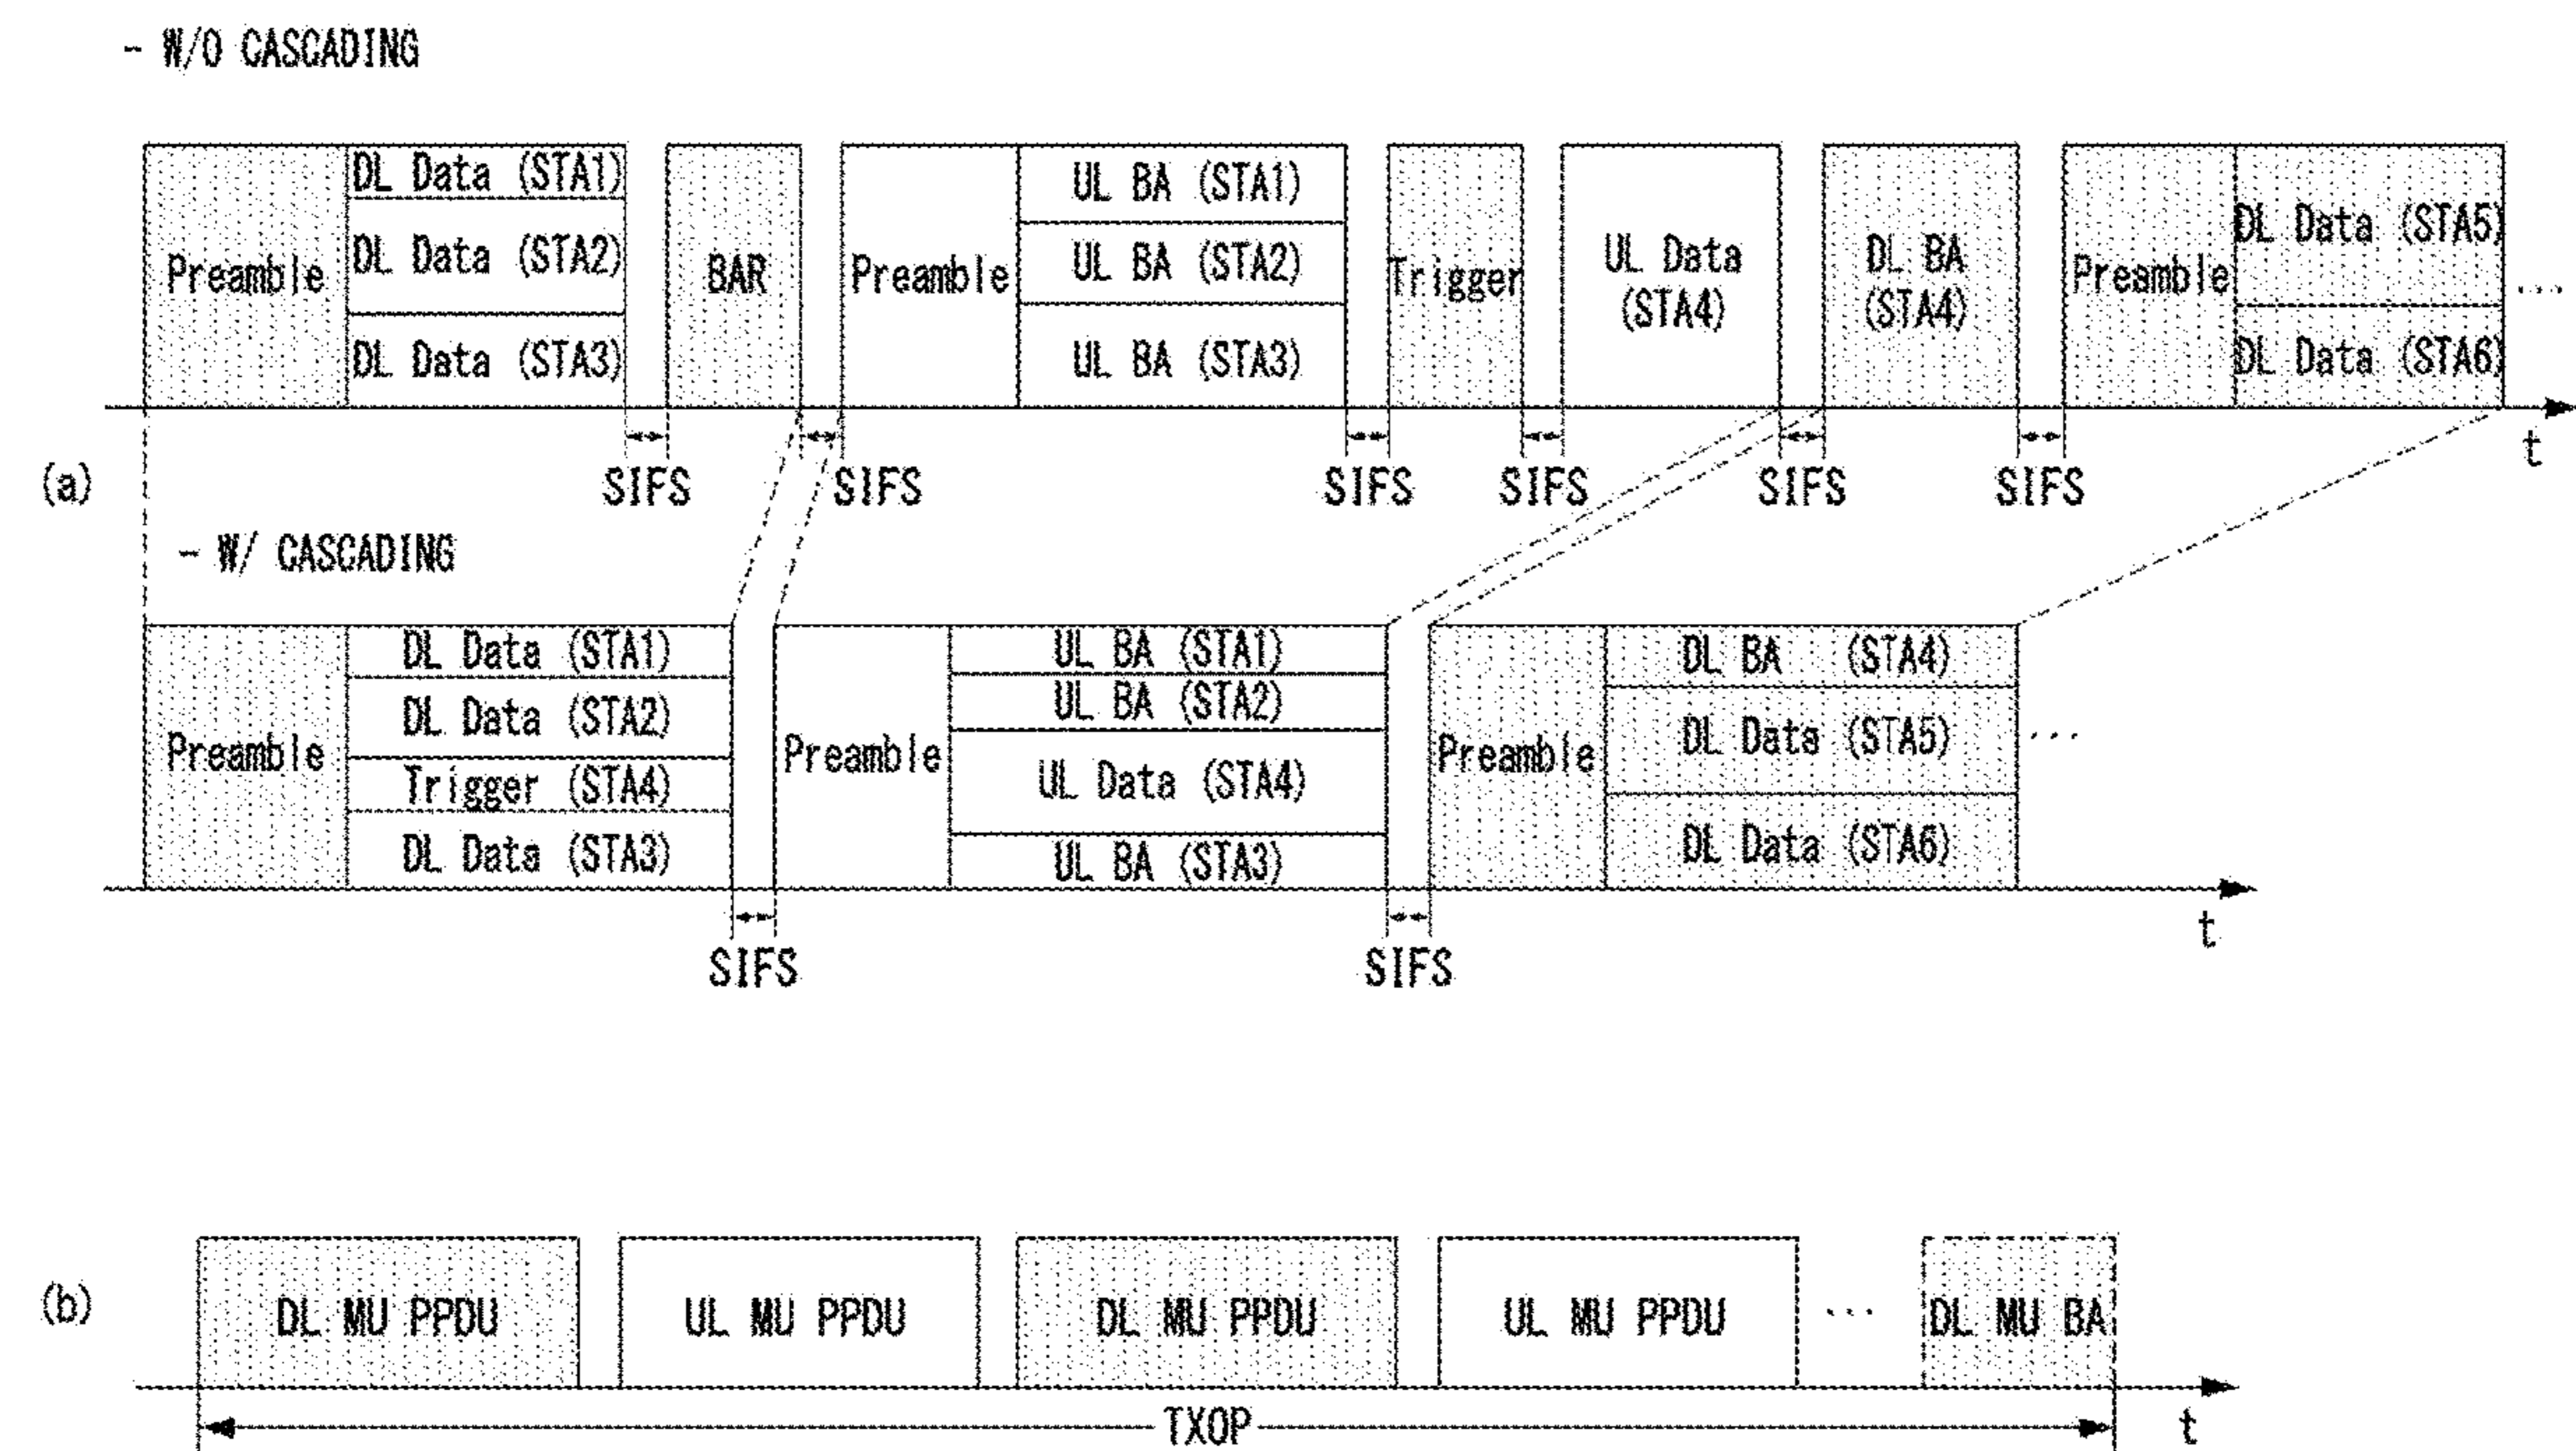 - W/O CASCADING
Preamble
DL Data (STA1)
DL Data (STA2)
DL Data (STA3)
BAR
Preamble
UL BA (STA1)
UL BA (STA2)
UL BA (STA3)
Trigger
UL Data
(STA4)
DL BA
(STA4)
Preamble
DL Data (STA5)
DL Data (STA6)
...
t
SIFS
SIFS
SIFS
SIFS
SIFS
SIFS
(a)
- W/ CASCADING
Preamble
DL Data (STA1)
DL Data (STA2)
Trigger (STA4)
DL Data (STA3)
Preamble
UL BA (STA1)
UL BA (STA2)
UL Data (STA4)
UL BA (STA3)
Preamble
DL BA (STA4)
DL Data (STA5)
DL Data (STA6)
...
t
SIFS
SIFS
(b)
DL MU PPDU
UL MU PPDU
DL MU PPDU
UL MU PPDU
...
DL MU BA
TXOP
t